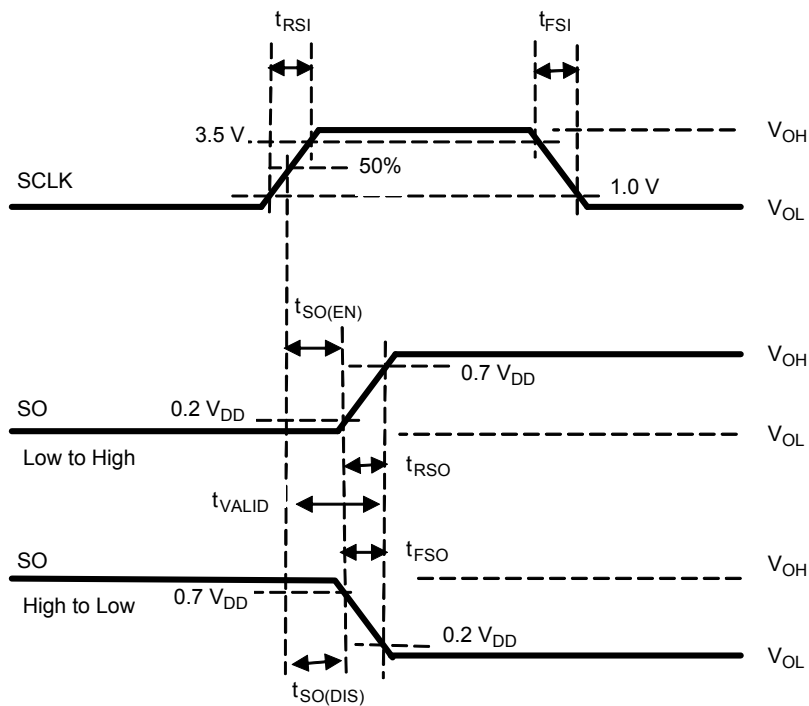 tRSI tFSI
VOH
3.5 V
50%
SCLK
1.0 V
VOL
tSO(EN)
VOH
0.7 VDD
0.2 VDD
SO
VOL
Low to High
tRSO
tVALID
tFSO
SO
VOH
0.7 VDD
High to Low
0.2 VDD
VOL
tSO(DIS)